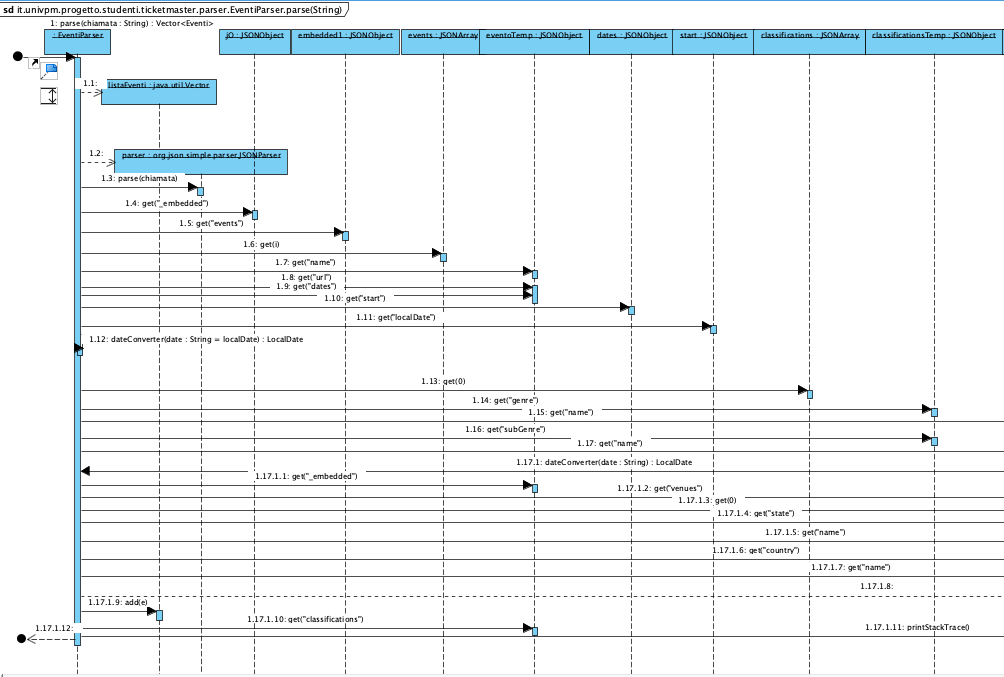 sd it.univpm.progetto.studenti.ticketmaster.parser.EventiParser.parse(String)
1: parse(chiamata : String) : Vector<Eventi>
: EventiParser
jO : JSONObject
embedded1 : JSONObject
events : JSONArray
eventoTemp : JSONObject
dates : JSONObject
start : JSONObject
classifications : JSONArray
classificationsTemp : JSONObject
1.1:
listaEventi : java.util.Vector
1.2:
parser : org.json.simple.parser.JSONParser
1.3: parse(chiamata)
1.4: get("_embedded")
1.5: get("events")
1.6: get(i)
1.7: get("name")
1.8: get("url")
1.9: get("dates")
1.10: get("start")
1.11: get("localDate")
1.12: dateConverter(date : String = localDate) : LocalDate
1.13: get(0)
1.14: get("genre")
1.15: get("name")
1.16: get("subGenre")
1.17: get("name")
1.17.1: dateConverter(date : String) : LocalDate
1.17.1.1: get("_embedded")
1.17.1.2: get("venues")
1.17.1.3: get(0)
1.17.1.4: get("state")
1.17.1.5: get("name")
1.17.1.6: get("country")
1.17.1.7: get("name")
1.17.1.8:
1.17.1.9: add(e)
1.17.1.10: get("classifications")
1.17.1.11: printStackTrace()
1.17.1.12: